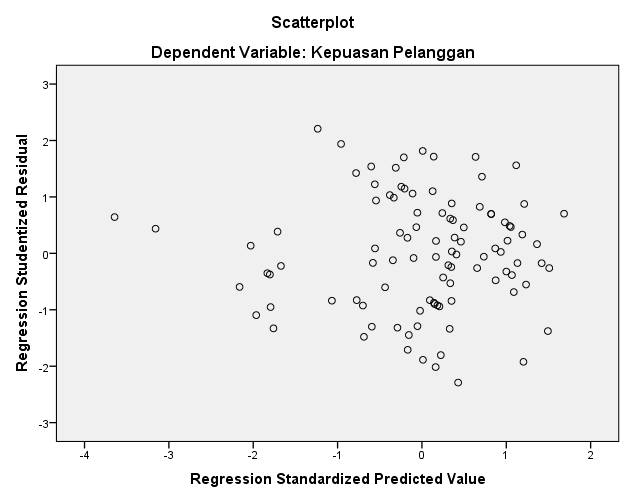 Scatterplot
Dependent Variable: Kepuasan Pelanggan
Regression Studentized Residual
3
2
1
0
-1
-2
-3
-4 -3 -2 -1 0 1 2
Regression Standardized Predicted Value